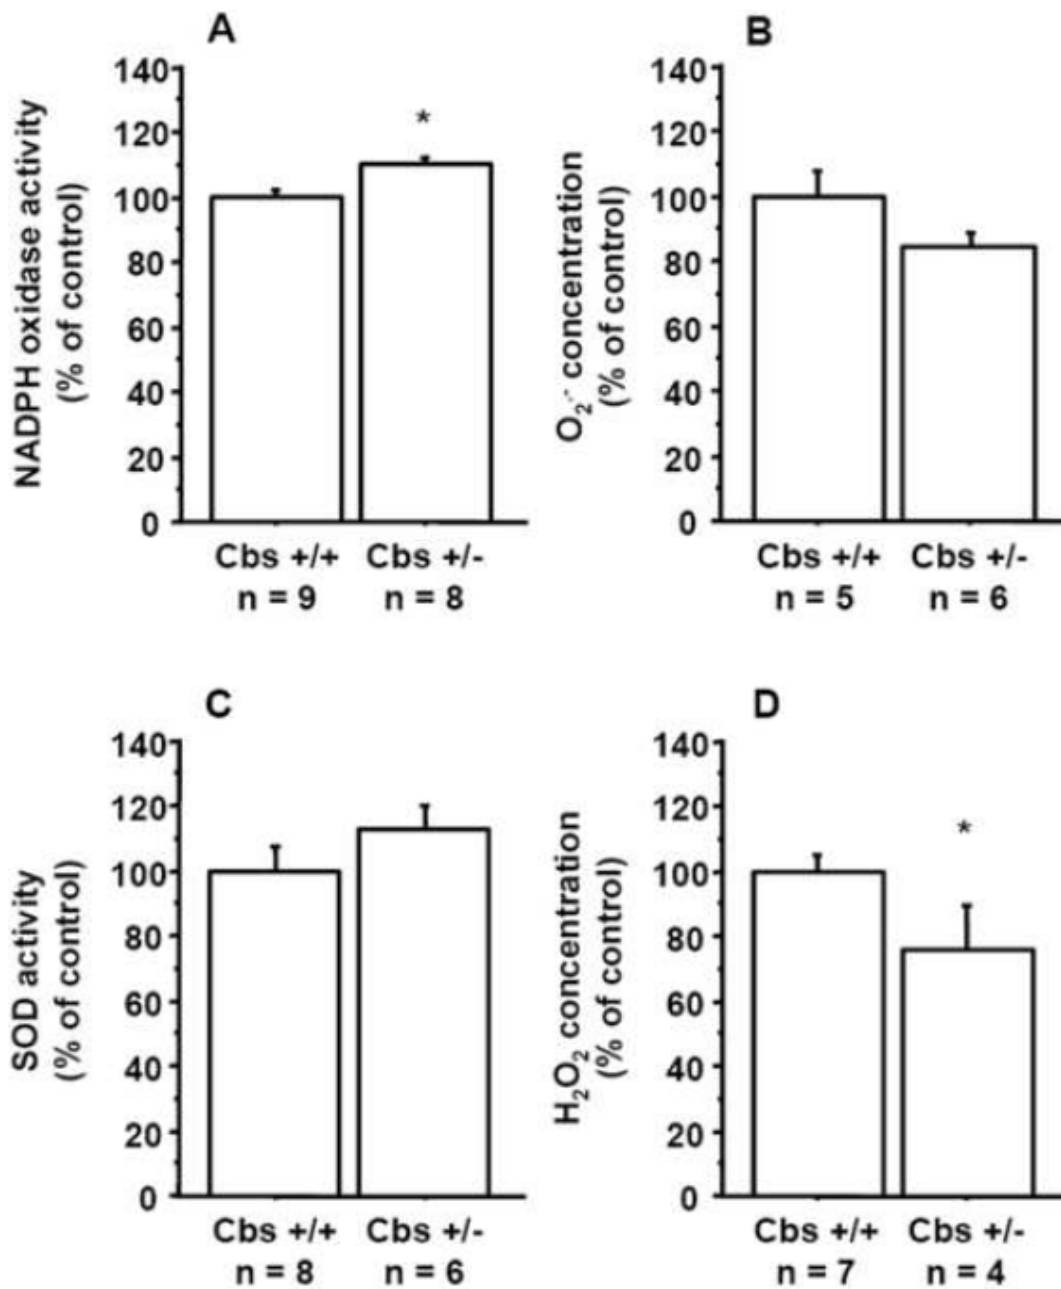 A
NADPH oxidase activity
(% of control)
140
120
100
80
60
40
20
0
*
Cbs +/+ Cbs +/-
n = 9 n = 8
B
O₂·⁻ concentration
(% of control)
140
120
100
80
60
40
20
0
Cbs +/+ Cbs +/-
n = 5 n = 6
C
SOD activity
(% of control)
140
120
100
80
60
40
20
0
Cbs +/+ Cbs +/-
n = 8 n = 6
D
H₂O₂ concentration
(% of control)
140
120
100
80
60
40
20
0
*
Cbs +/+ Cbs +/-
n = 7 n = 4